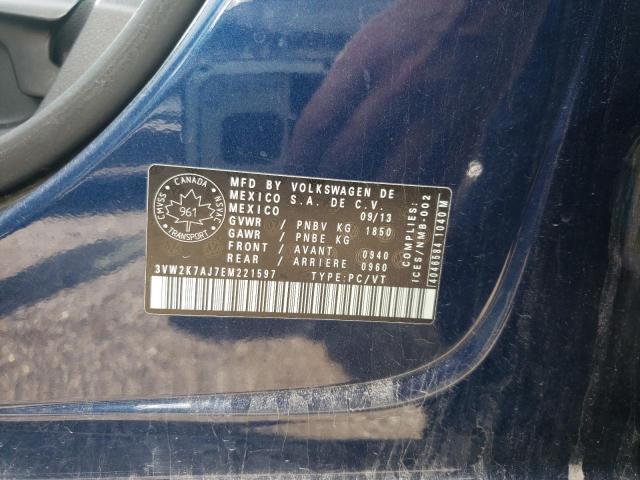 MFD BY VOLKSWAGEN DE
MEXICO S.A. DE C.V.
MEXICO 09/13
GVWR / PNBV KG 1850
GAWR / PNBE KG
FRONT / AVANT 0940
REAR / ARRIERE 0960
3VW2K7AJ7EM221597 TYPE:PC/VT
CANADA
CMVSS
NSVAC
961
TRANSPORT
COMPLIES:
ICES/NMB-002
4046584 1040 M